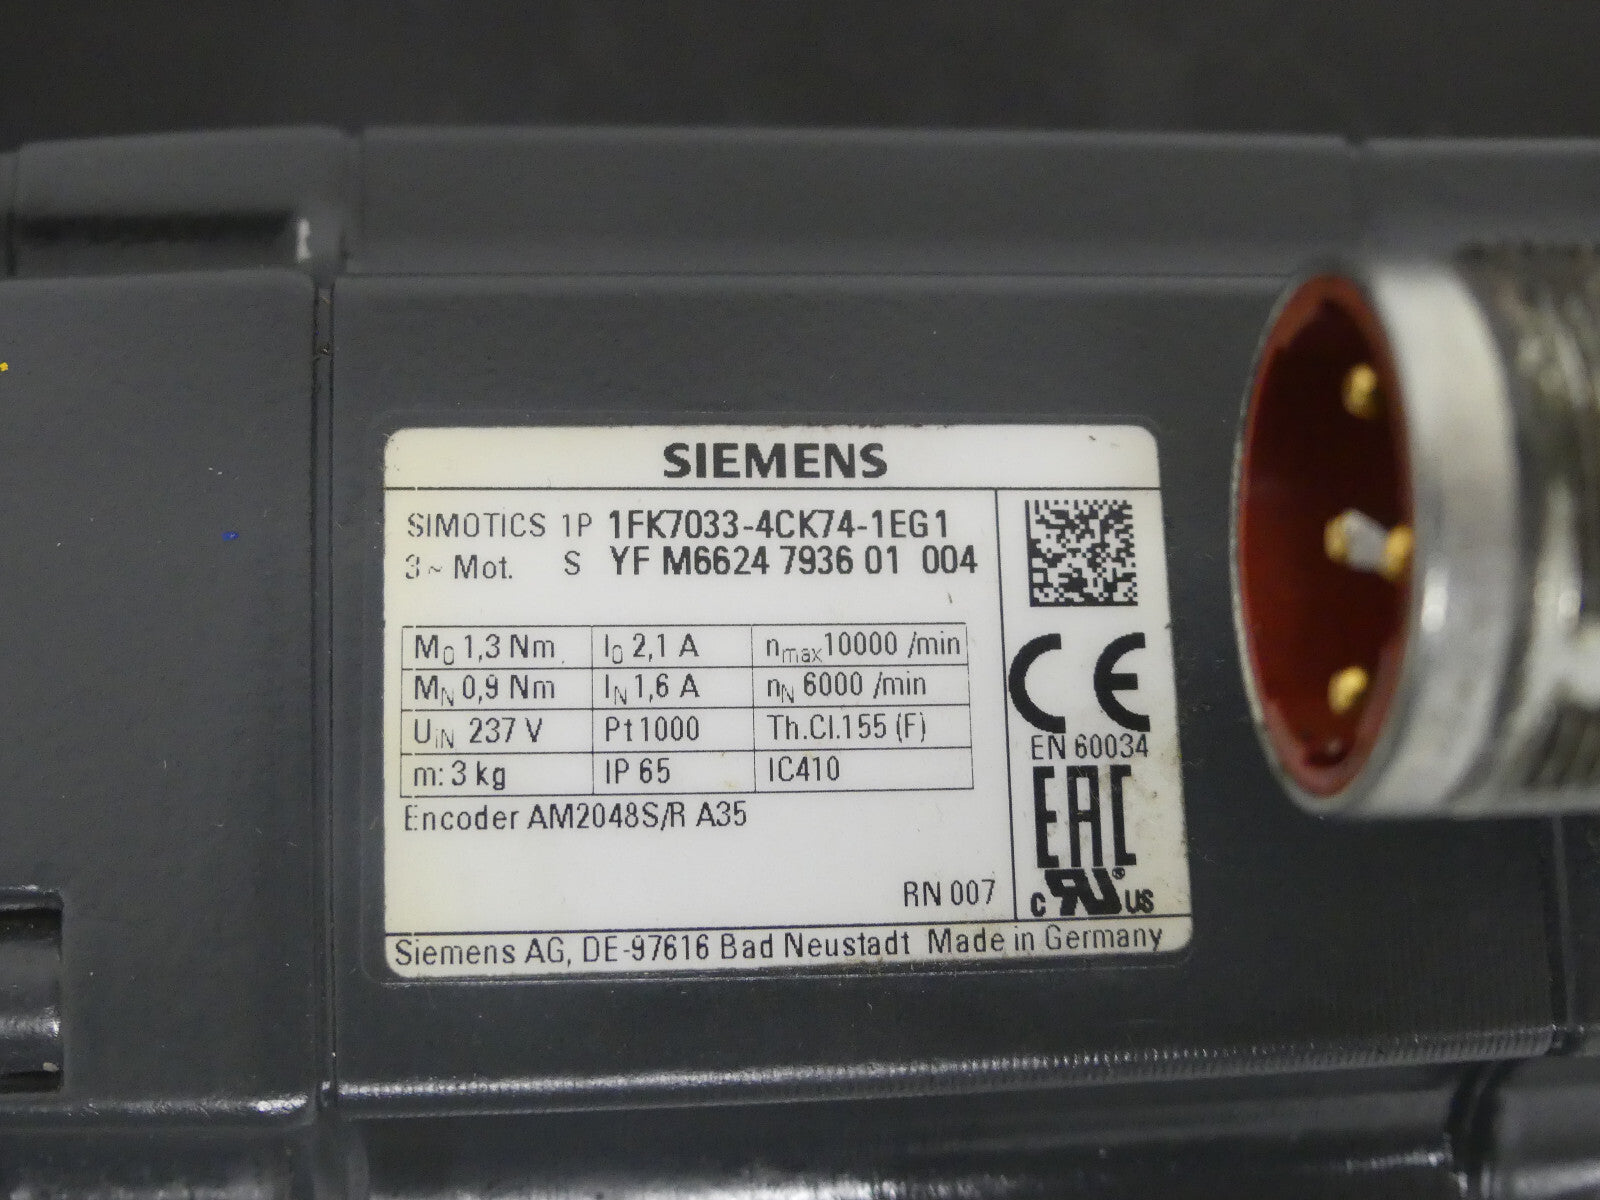 SIEMENS
SIMOTICS 1P 1FK7033-4CK74-1EG1
3~ Mot. S YF M6624 7936 01 004
M0 1,3 Nm I0 2,1 A nmax 10000 /min
MN 0,9 Nm IN 1,6 A nN 6000 /min
UiN 237 V Pt1000 Th.Cl.155 (F)
m: 3 kg IP 65 IC410
Encoder AM2048S/R A35
RN 007
CE
EN 60034
EAC
c RU ® US
Siemens AG, DE-97616 Bad Neustadt Made in Germany